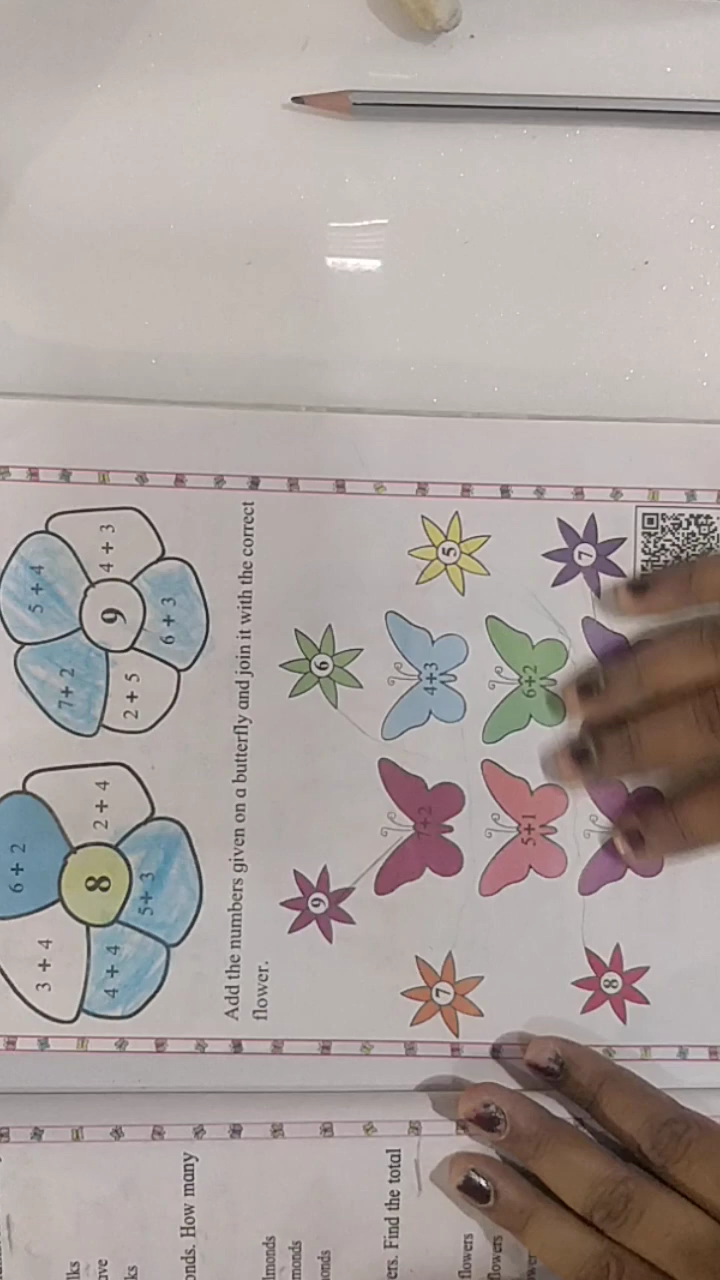 6 + 2
3 + 4
8
2 + 4
4 + 4
5+ 3
5 + 4
7+ 2
9
4 + 3
2 + 5
6 + 3
Add the numbers given on a butterfly and join it with the correct
flower.
9
6
7+2
4+3
5
7
5+1
6+2
8
7
lks
ks
onds. How many
lmonds
monds
onds
ers. Find the total
flowers
flowers